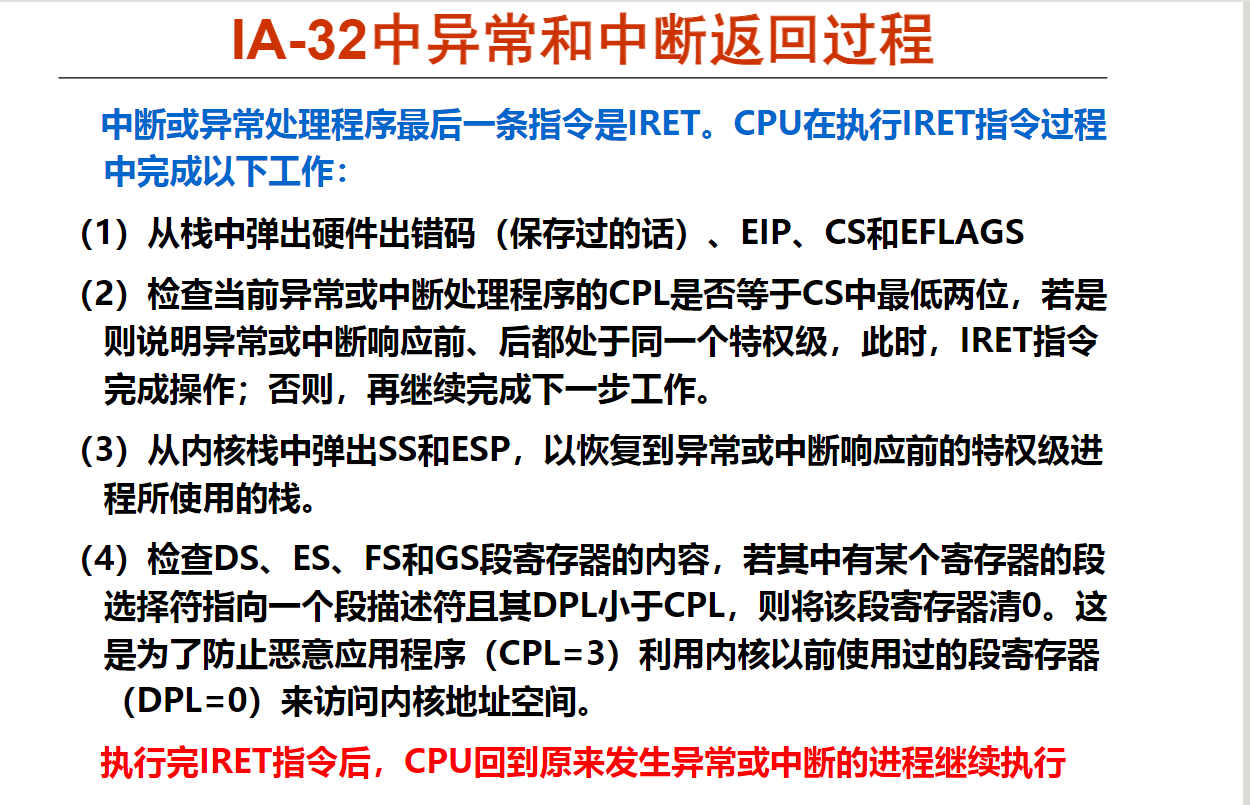 IA-32中异常和中断返回过程
中断或异常处理程序最后一条指令是IRET。CPU在执行IRET指令过程
中完成以下工作：
（1）从栈中弹出硬件出错码（保存过的话）、EIP、CS和EFLAGS
（2）检查当前异常或中断处理程序的CPL是否等于CS中最低两位，若是
则说明异常或中断响应前、后都处于同一个特权级，此时，IRET指令
完成操作；否则，再继续完成下一步工作。
（3）从内核栈中弹出SS和ESP，以恢复到异常或中断响应前的特权级进
程所使用的栈。
（4）检查DS、ES、FS和GS段寄存器的内容，若其中有某个寄存器的段
选择符指向一个段描述符且其DPL小于CPL，则将该段寄存器清0。这
是为了防止恶意应用程序（CPL=3）利用内核以前使用过的段寄存器
（DPL=0）来访问内核地址空间。
执行完IRET指令后，CPU回到原来发生异常或中断的进程继续执行